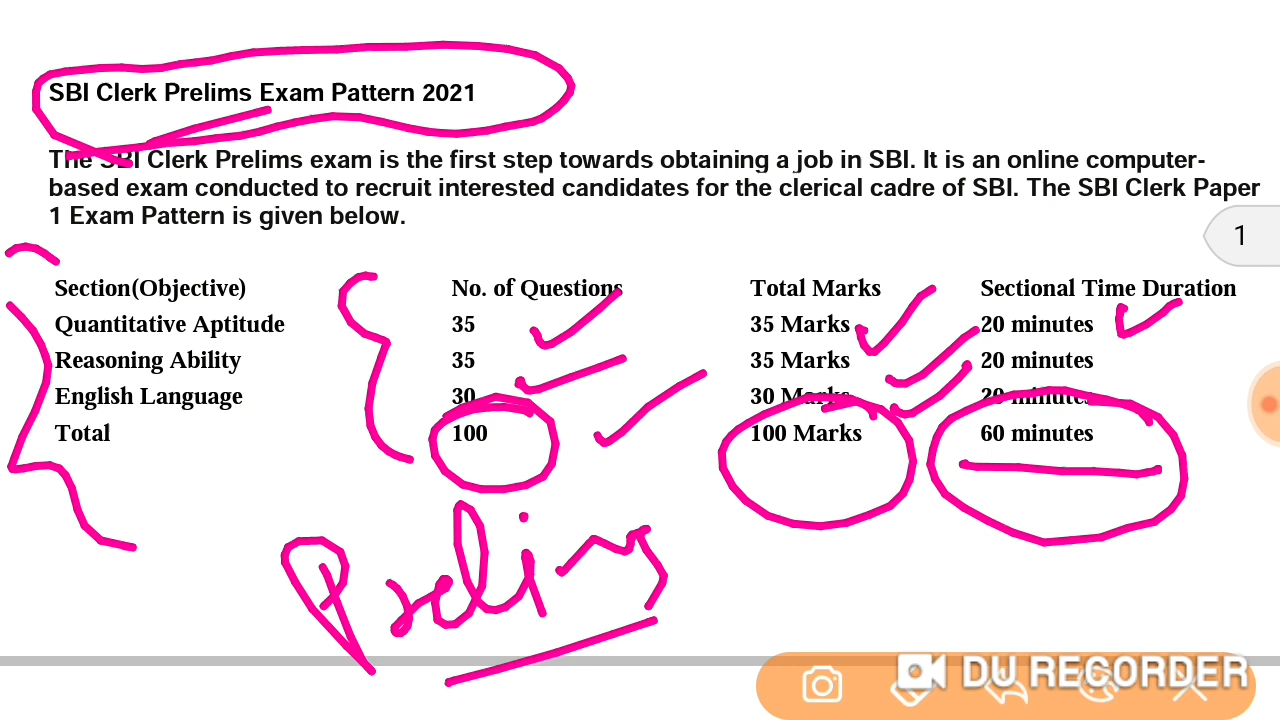 SBI Clerk Prelims Exam Pattern 2021
The SBI Clerk Prelims exam is the first step towards obtaining a job in SBI. It is an online computer-
based exam conducted to recruit interested candidates for the clerical cadre of SBI. The SBI Clerk Paper
1 Exam Pattern is given below.
1
Section(Objective) No. of Questions Total Marks Sectional Time Duration
Quantitative Aptitude 35 35 Marks 20 minutes
Reasoning Ability 35 35 Marks 20 minutes
English Language 30 30 Marks 20 minutes
Total 100 100 Marks 60 minutes
Prelims
DU RECORDER